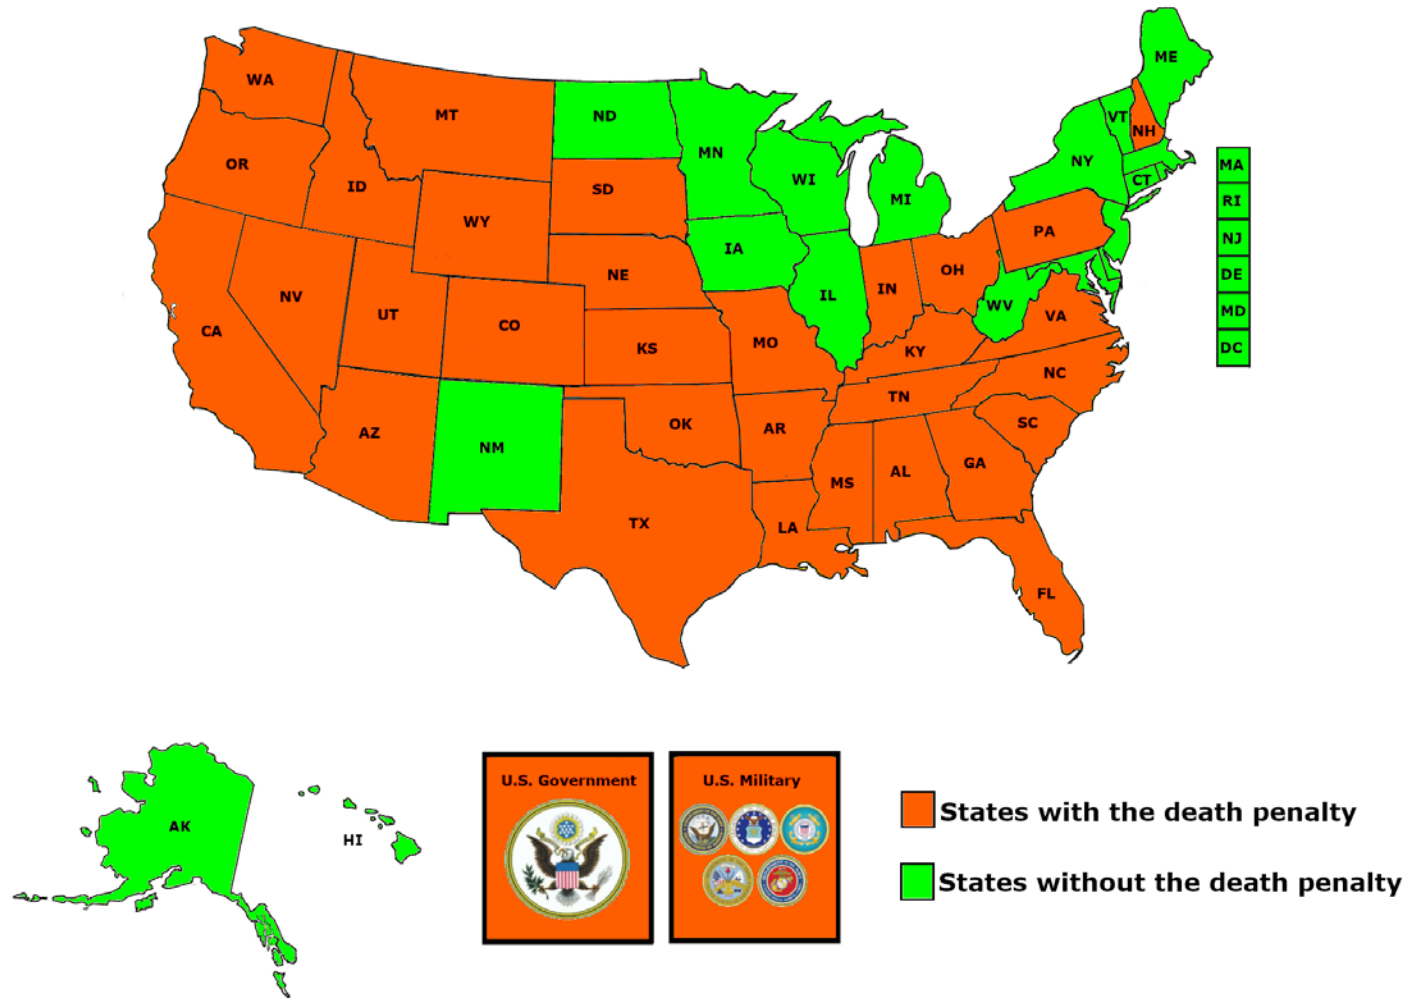 WA
MT
ND
MN
ME
VT
NH
OR
ID
SD
WI
MI
NY
MA
CT
WY
RI
IA
PA
NJ
NE
OH
DE
NV
UT
CO
IL
IN
WV
VA
MD
CA
KS
MO
KY
DC
NC
TN
AZ
NM
OK
AR
SC
GA
AL
MS
TX
LA
FL
U.S. Government
U.S. Military
AK
HI
States with the death penalty
States without the death penalty